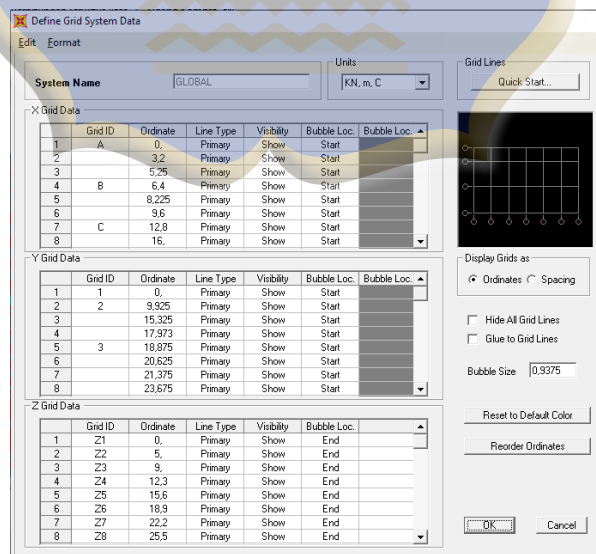 Define Grid System Data
Edit Format
System Name GLOBAL
Units
KN, m, C
Grid Lines
Quick Start...
X Grid Data
Grid ID Ordinate Line Type Visibility Bubble Loc. Bubble Loc.
1 A 0, Primary Show Start
2 3,2 Primary Show Start
3 5,25 Primary Show Start
4 B 6,4 Primary Show Start
5 8,225 Primary Show Start
6 9,6 Primary Show Start
7 C 12,8 Primary Show Start
8 16, Primary Show Start
Y Grid Data
Grid ID Ordinate Line Type Visibility Bubble Loc. Bubble Loc.
1 1 0, Primary Show Start
2 2 9,925 Primary Show Start
3 15,325 Primary Show Start
4 17,973 Primary Show Start
5 3 18,875 Primary Show Start
6 20,625 Primary Show Start
7 21,375 Primary Show Start
8 23,675 Primary Show Start
Z Grid Data
Grid ID Ordinate Line Type Visibility Bubble Loc.
1 Z1 0, Primary Show End
2 Z2 5, Primary Show End
3 Z3 9, Primary Show End
4 Z4 12,3 Primary Show End
5 Z5 15,6 Primary Show End
6 Z6 18,9 Primary Show End
7 Z7 22,2 Primary Show End
8 Z8 25,5 Primary Show End
Display Grids as
Ordinates Spacing
Hide All Grid Lines
Glue to Grid Lines
Bubble Size 0,9375
Reset to Default Color
Reorder Ordinates
OK Cancel